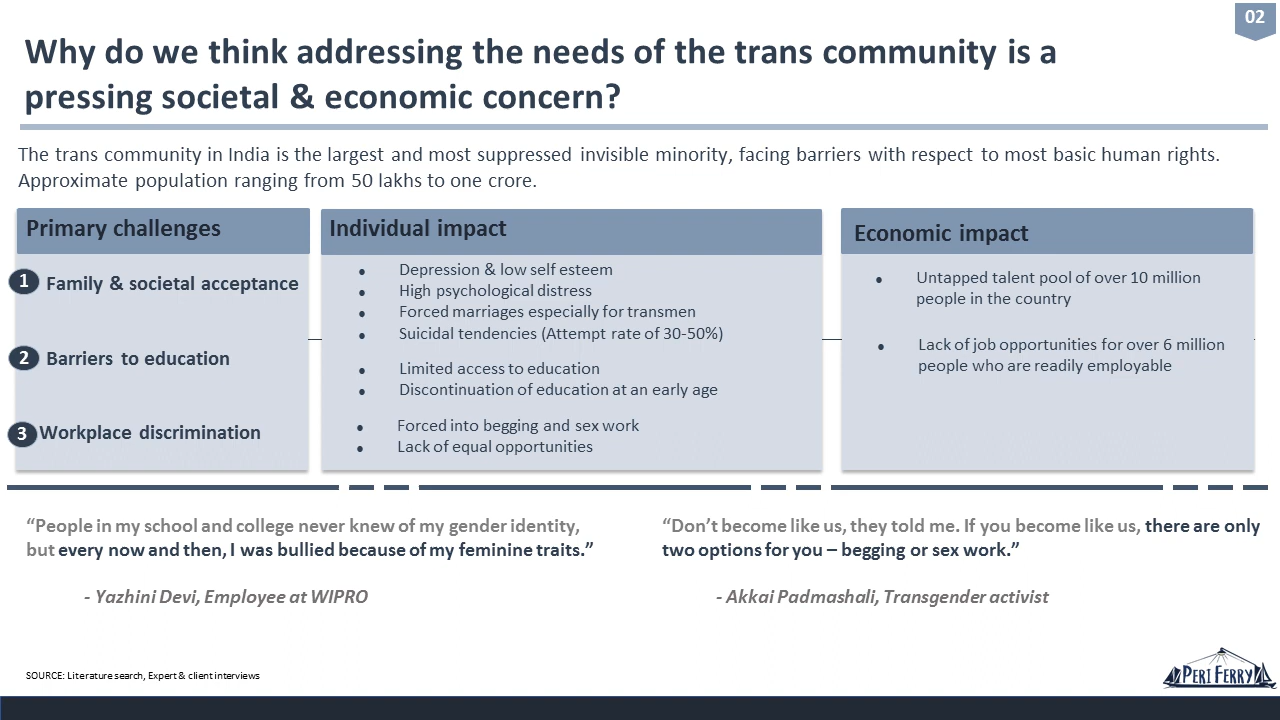 02
Why do we think addressing the needs of the trans community is a
pressing societal & economic concern?
The trans community in India is the largest and most suppressed invisible minority, facing barriers with respect to most basic human rights.
Approximate population ranging from 50 lakhs to one crore.
Primary challenges
1 Family & societal acceptance
2 Barriers to education
3 Workplace discrimination
Individual impact
● Depression & low self esteem
● High psychological distress
● Forced marriages especially for transmen
● Suicidal tendencies (Attempt rate of 30-50%)
● Limited access to education
● Discontinuation of education at an early age
● Forced into begging and sex work
● Lack of equal opportunities
Economic impact
● Untapped talent pool of over 10 million
people in the country
● Lack of job opportunities for over 6 million
people who are readily employable
“People in my school and college never knew of my gender identity,
but every now and then, I was bullied because of my feminine traits.”
- Yazhini Devi, Employee at WIPRO
“Don’t become like us, they told me. If you become like us, there are only
two options for you – begging or sex work.”
- Akkai Padmashali, Transgender activist
SOURCE: Literature search, Expert & client interviews
PERI FERRY